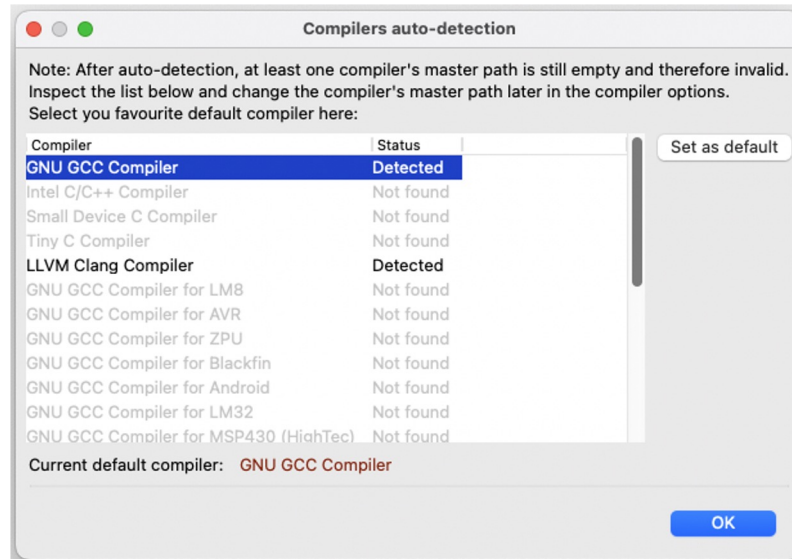 Compilers auto-detection
Note: After auto-detection, at least one compiler's master path is still empty and therefore invalid.
Inspect the list below and change the compiler's master path later in the compiler options.
Select you favourite default compiler here:
Compiler Status
Set as default
GNU GCC Compiler Detected
Intel C/C++ Compiler Not found
Small Device C Compiler Not found
Tiny C Compiler Not found
LLVM Clang Compiler Detected
GNU GCC Compiler for LM8 Not found
GNU GCC Compiler for AVR Not found
GNU GCC Compiler for ZPU Not found
GNU GCC Compiler for Blackfin Not found
GNU GCC Compiler for Android Not found
GNU GCC Compiler for LM32 Not found
GNU GCC Compiler for MSP430 (HighTec) Not found
Current default compiler: GNU GCC Compiler
OK